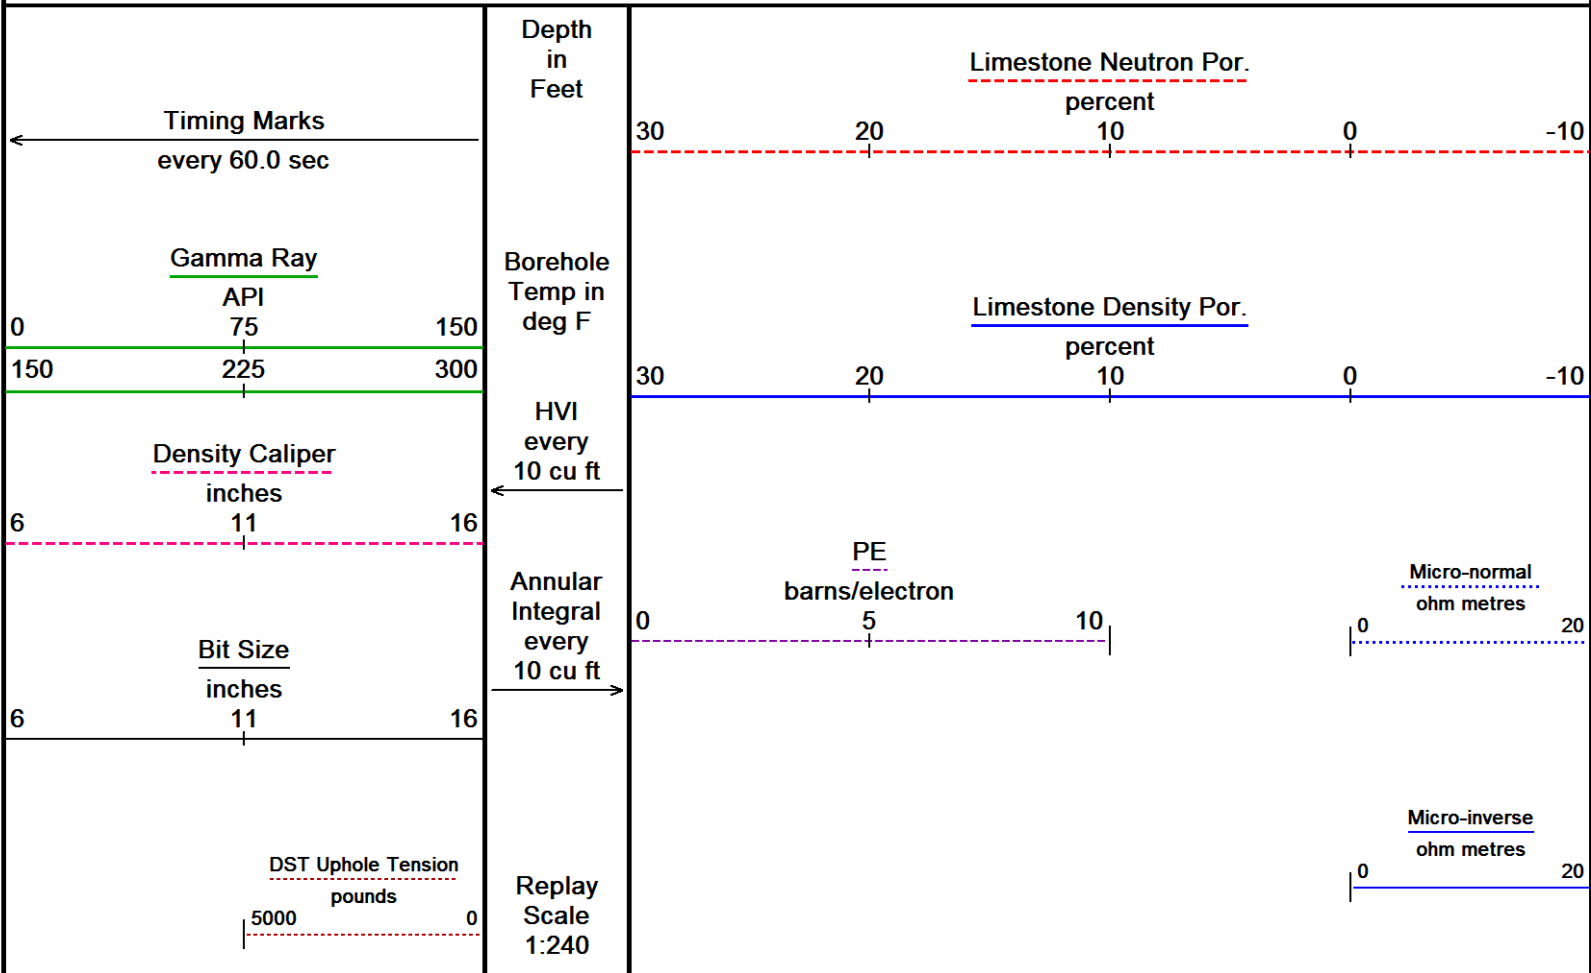 Timing Marks
every 60.0 sec
Gamma Ray
API
0 75 150
150 225 300
Density Caliper
inches
6 11 16
Bit Size
inches
6 11 16
DST Uphole Tension
pounds
5000 0
Depth
in
Feet
Borehole
Temp in
deg F
HVI
every
10 cu ft
Annular
Integral
every
10 cu ft
Replay
Scale
1:240
Limestone Neutron Por.
percent
30 20 10 0 -10
Limestone Density Por.
percent
30 20 10 0 -10
PE
barns/electron
0 5 10
Micro-normal
ohm metres
0 20
Micro-inverse
ohm metres
0 20